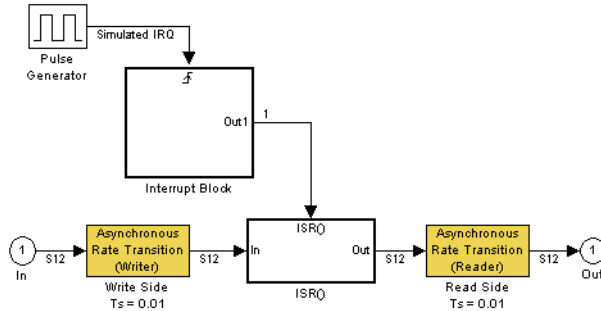 Simulated IRQ
Pulse
Generator
Out1
1
Interrupt Block
1
In
S12
Asynchronous
Rate Transition
(Writer)
Write Side
Ts = 0.01
S12
ISR()
In
Out
ISR()
S12
Asynchronous
Rate Transition
(Reader)
Read Side
Ts = 0.01
S12
1
Out